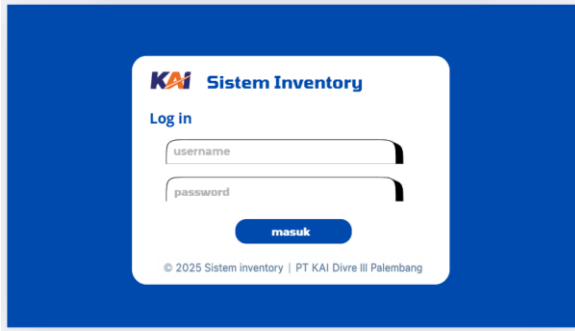 KAI Sistem Inventory
Log in
username
password
masuk
© 2025 Sistem inventory | PT KAI Divre III Palembang